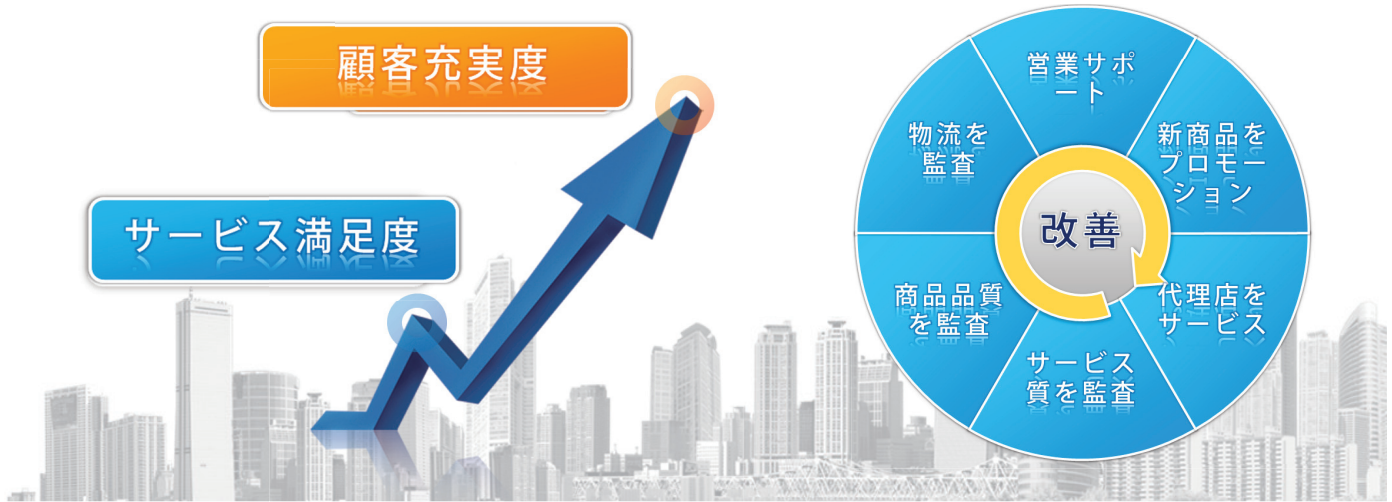 顧客充実度
サービス満足度
営業サポ
ート
新商品を
プロモー
ション
代理店を
サービス
サービス
質を監査
商品品質
を監査
物流を
監査
改善